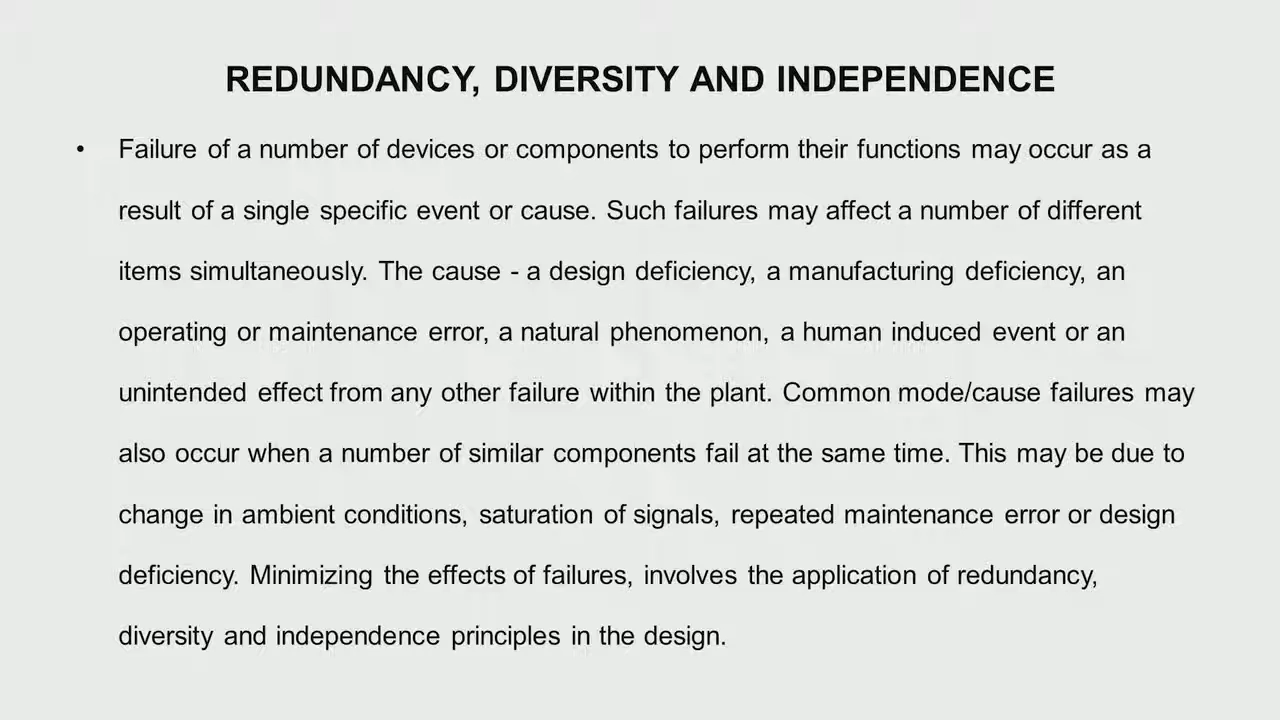 REDUNDANCY, DIVERSITY AND INDEPENDENCE
• Failure of a number of devices or components to perform their functions may occur as a
result of a single specific event or cause. Such failures may affect a number of different
items simultaneously. The cause - a design deficiency, a manufacturing deficiency, an
operating or maintenance error, a natural phenomenon, a human induced event or an
unintended effect from any other failure within the plant. Common mode/cause failures may
also occur when a number of similar components fail at the same time. This may be due to
change in ambient conditions, saturation of signals, repeated maintenance error or design
deficiency. Minimizing the effects of failures, involves the application of redundancy,
diversity and independence principles in the design.